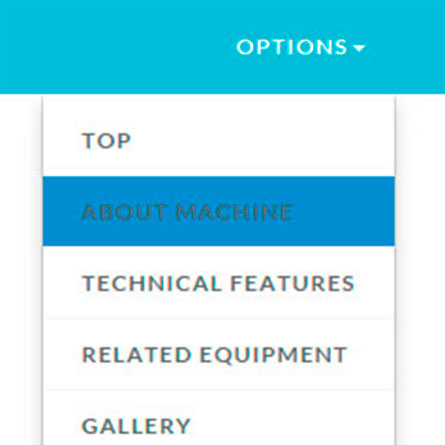 OPTIONS
TOP
ABOUT MACHINE
TECHNICAL FEATURES
RELATED EQUIPMENT
GALLERY